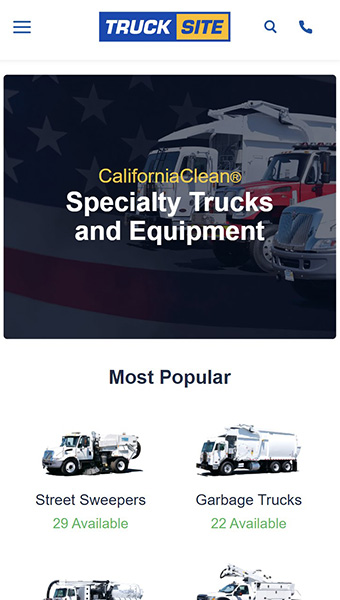 TRUCK SITE
CaliforniaClean®
Specialty Trucks
and Equipment
Most Popular
Street Sweepers
29 Available
Garbage Trucks
22 Available